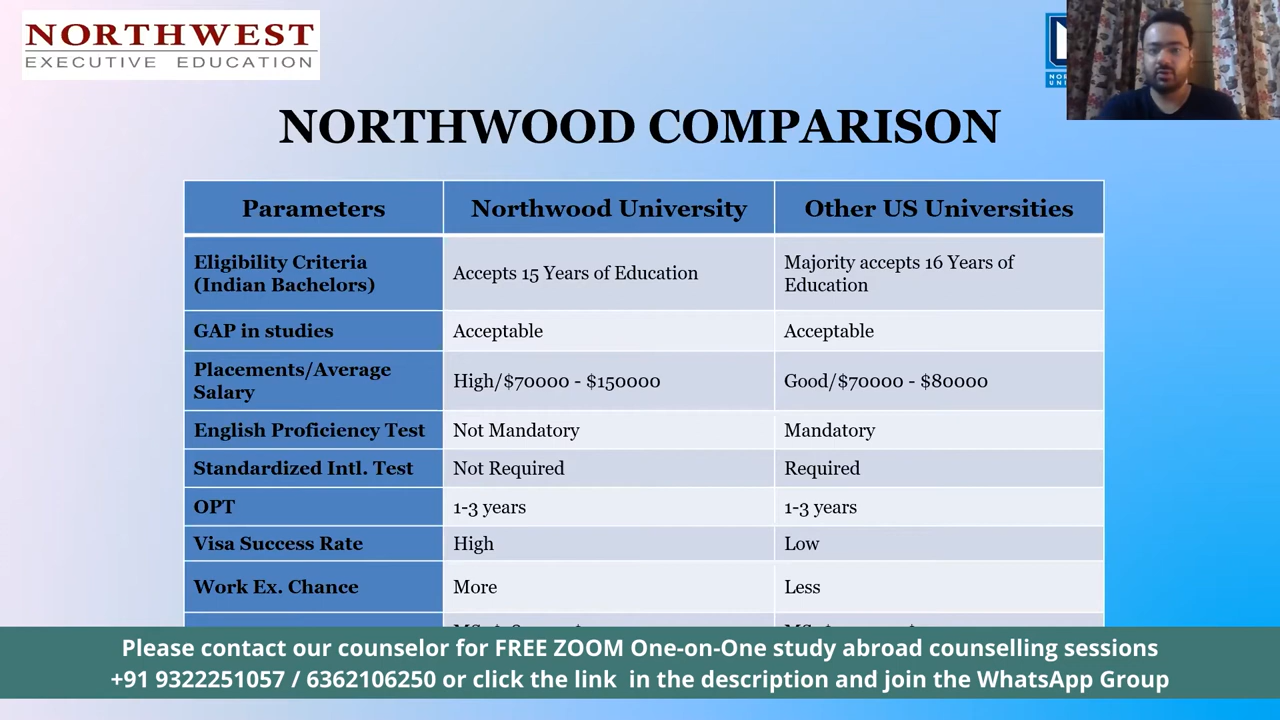 NORTHWEST
EXECUTIVE EDUCATION
NORTHWOOD COMPARISON
Parameters
Northwood University
Other US Universities
Eligibility Criteria
(Indian Bachelors)
Accepts 15 Years of Education
Majority accepts 16 Years of
Education
GAP in studies
Acceptable
Acceptable
Placements/Average
Salary
High/$70000 - $150000
Good/$70000 - $80000
English Proficiency Test
Not Mandatory
Mandatory
Standardized Intl. Test
Not Required
Required
OPT
1-3 years
1-3 years
Visa Success Rate
High
Low
Work Ex. Chance
More
Less
Please contact our counselor for FREE ZOOM One-on-One study abroad counselling sessions
+91 9322251057 / 6362106250 or click the link in the description and join the WhatsApp Group